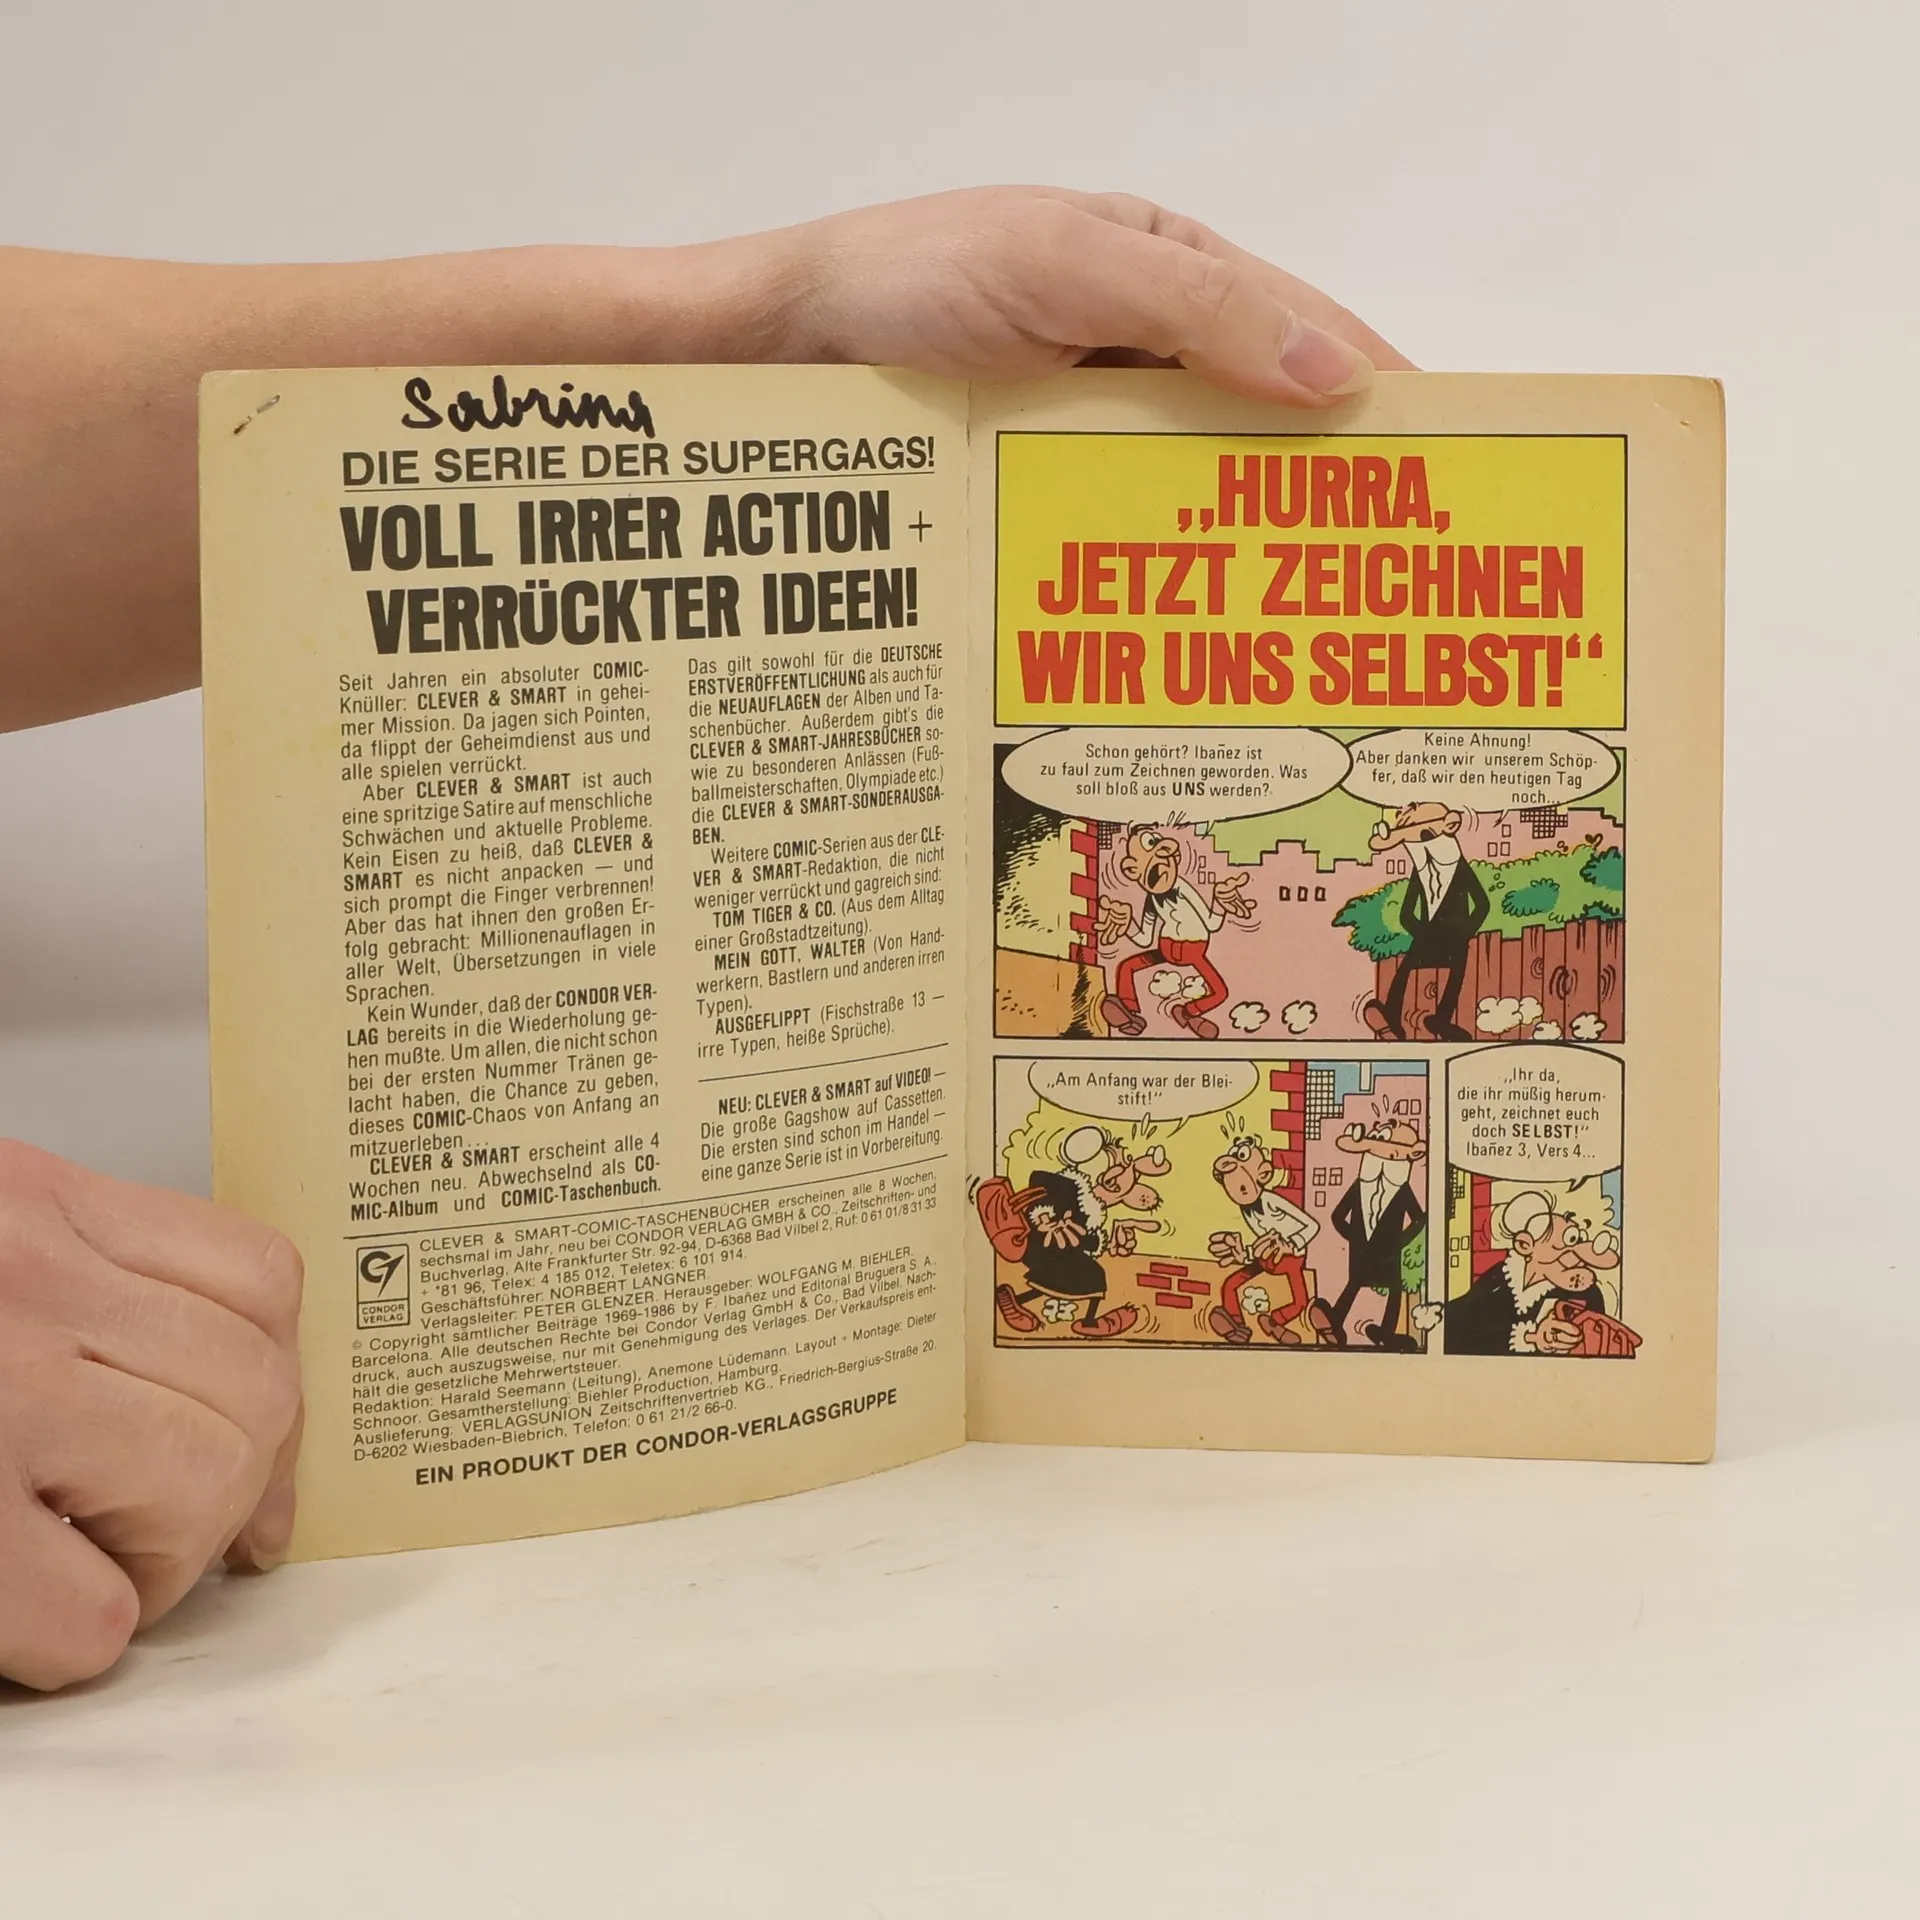 Sabrina
DIE SERIE DER SUPERGAGS!
VOLL IRRER ACTION +
VERRÜCKTER IDEEN!
Seit Jahren ein absoluter COMIC-
Knüller: CLEVER & SMART in gehei-
mer Mission. Da jagen sich Pointen,
da flippt der Geheimdienst aus und
alle spielen verrückt.
Aber CLEVER & SMART ist auch
eine spritzige Satire auf menschliche
Schwächen und aktuelle Probleme.
Kein Eisen zu heiß, daß CLEVER &
SMART es nicht anpacken — und
sich prompt die Finger verbrennen!
Aber das hat ihnen den großen Er-
folg gebracht: Millionenauflagen in
aller Welt, Übersetzungen in viele
Sprachen.
Kein Wunder, daß der CONDOR VER-
LAG bereits in die Wiederholung ge-
hen mußte. Um allen, die nicht schon
bei der ersten Nummer Tränen ge-
lacht haben, die Chance zu geben,
dieses COMIC-Chaos von Anfang an
mitzuerleben ...
CLEVER & SMART erscheint alle 4
Wochen neu. Abwechselnd als CO-
MIC-Album und COMIC-Taschenbuch.
Das gilt sowohl für die DEUTSCHE
ERSTVERÖFFENTLICHUNG als auch für
die NEUAUFLAGEN der Alben und Ta-
schenbücher. Außerdem gibt's die
CLEVER & SMART-JAHRESBÜCHER so-
wie zu besonderen Anlässen (Fuß-
ballmeisterschaften, Olympiade etc.)
die CLEVER & SMART-SONDERAUSGA-
BEN.
Weitere COMIC-Serien aus der CLE-
VER & SMART-Redaktion, die nicht
weniger verrückt und gagreich sind:
TOM TIGER & CO. (Aus dem Alltag
einer Großstadtzeitung).
MEIN GOTT, WALTER (Von Hand-
werkern, Bastlern und anderen irren
Typen).
AUSGEFLIPPT (Fischstraße 13 —
irre Typen, heiße Sprüche).
NEU: CLEVER & SMART auf VIDEO! —
Die große Gagshow auf Cassetten.
Die ersten sind schon im Handel —
eine ganze Serie ist in Vorbereitung.
CONDOR
VERLAG
CLEVER & SMART-COMIC-TASCHENBÜCHER erscheinen alle 8 Wochen,
sechsmal im Jahr, neu bei CONDOR VERLAG GMBH & CO., Zeitschriften- und
Buchverlag, Alte Frankfurter Str. 92-94, D-6368 Bad Vilbel 2, Ruf: 0 61 01/8 31 33
+ *81 96, Telex: 4 185 012, Teletex: 6 101 914.
Geschäftsführer: NORBERT LANGNER.
Verlagsleiter: PETER GLENZER. Herausgeber: WOLFGANG M. BIEHLER.
© Copyright sämtlicher Beiträge 1969-1986 by F. Ibañez und Editorial Bruguera S. A.,
Barcelona. Alle deutschen Rechte bei Condor Verlag GmbH & Co., Bad Vilbel. Nach-
druck, auch auszugsweise, nur mit Genehmigung des Verlages. Der Verkaufspreis ent-
hält die gesetzliche Mehrwertsteuer.
Redaktion: Harald Seemann (Leitung), Anemone Lüdemann. Layout + Montage: Dieter
Schnoor. Gesamtherstellung: Biehler Production, Hamburg.
Auslieferung: VERLAGSUNION Zeitschriftenvertrieb KG., Friedrich-Bergius-Straße 20.
D-6202 Wiesbaden-Biebrich, Telefon: 0 61 21/2 66-0.
EIN PRODUKT DER CONDOR-VERLAGSGRUPPE
„HURRA,
JETZT ZEICHNEN
WIR UNS SELBST!“
Schon gehört? Ibañez ist
zu faul zum Zeichnen geworden. Was
soll bloß aus UNS werden?
Keine Ahnung!
Aber danken wir unserem Schöp-
fer, daß wir den heutigen Tag
noch...
„Am Anfang war der Blei-
stift!“
„Ihr da,
die ihr müßig herum-
geht, zeichnet euch
doch SELBST!“
Ibañez 3, Vers 4...